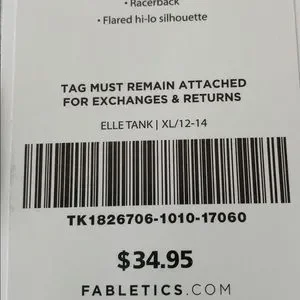 • Racerback
• Flared hi-lo silhouette
TAG MUST REMAIN ATTACHED
FOR EXCHANGES & RETURNS
ELLE TANK | XL/12-14
TK1826706-1010-17060
$34.95
FABLETICS.COM